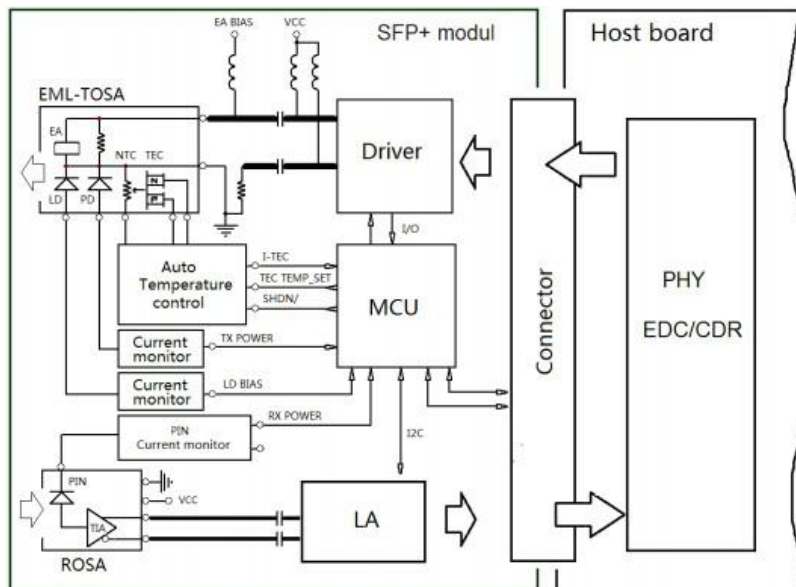 EA BIAS
VCC
SFP+ modul
Host board
EML-TOSA
EA
NTC TEC
LD
PD
Driver
I/O
Auto
Temperature
control
I-TEC
TEC TEMP_SET
SHDN/
MCU
Connector
PHY
EDC/CDR
Current
monitor
TX POWER
Current
monitor
LD BIAS
PIN
Current monitor
RX POWER
I2C
PIN
VCC
TIA
LA
ROSA